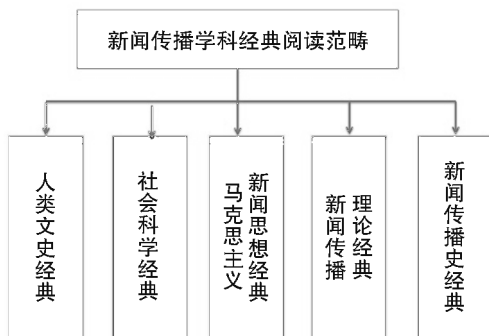 新闻传播学科经典阅读范畴
人类文史经典
社会科学经典
马克思主义
新闻思想经典
新闻传播
理论经典
新闻传播史经典